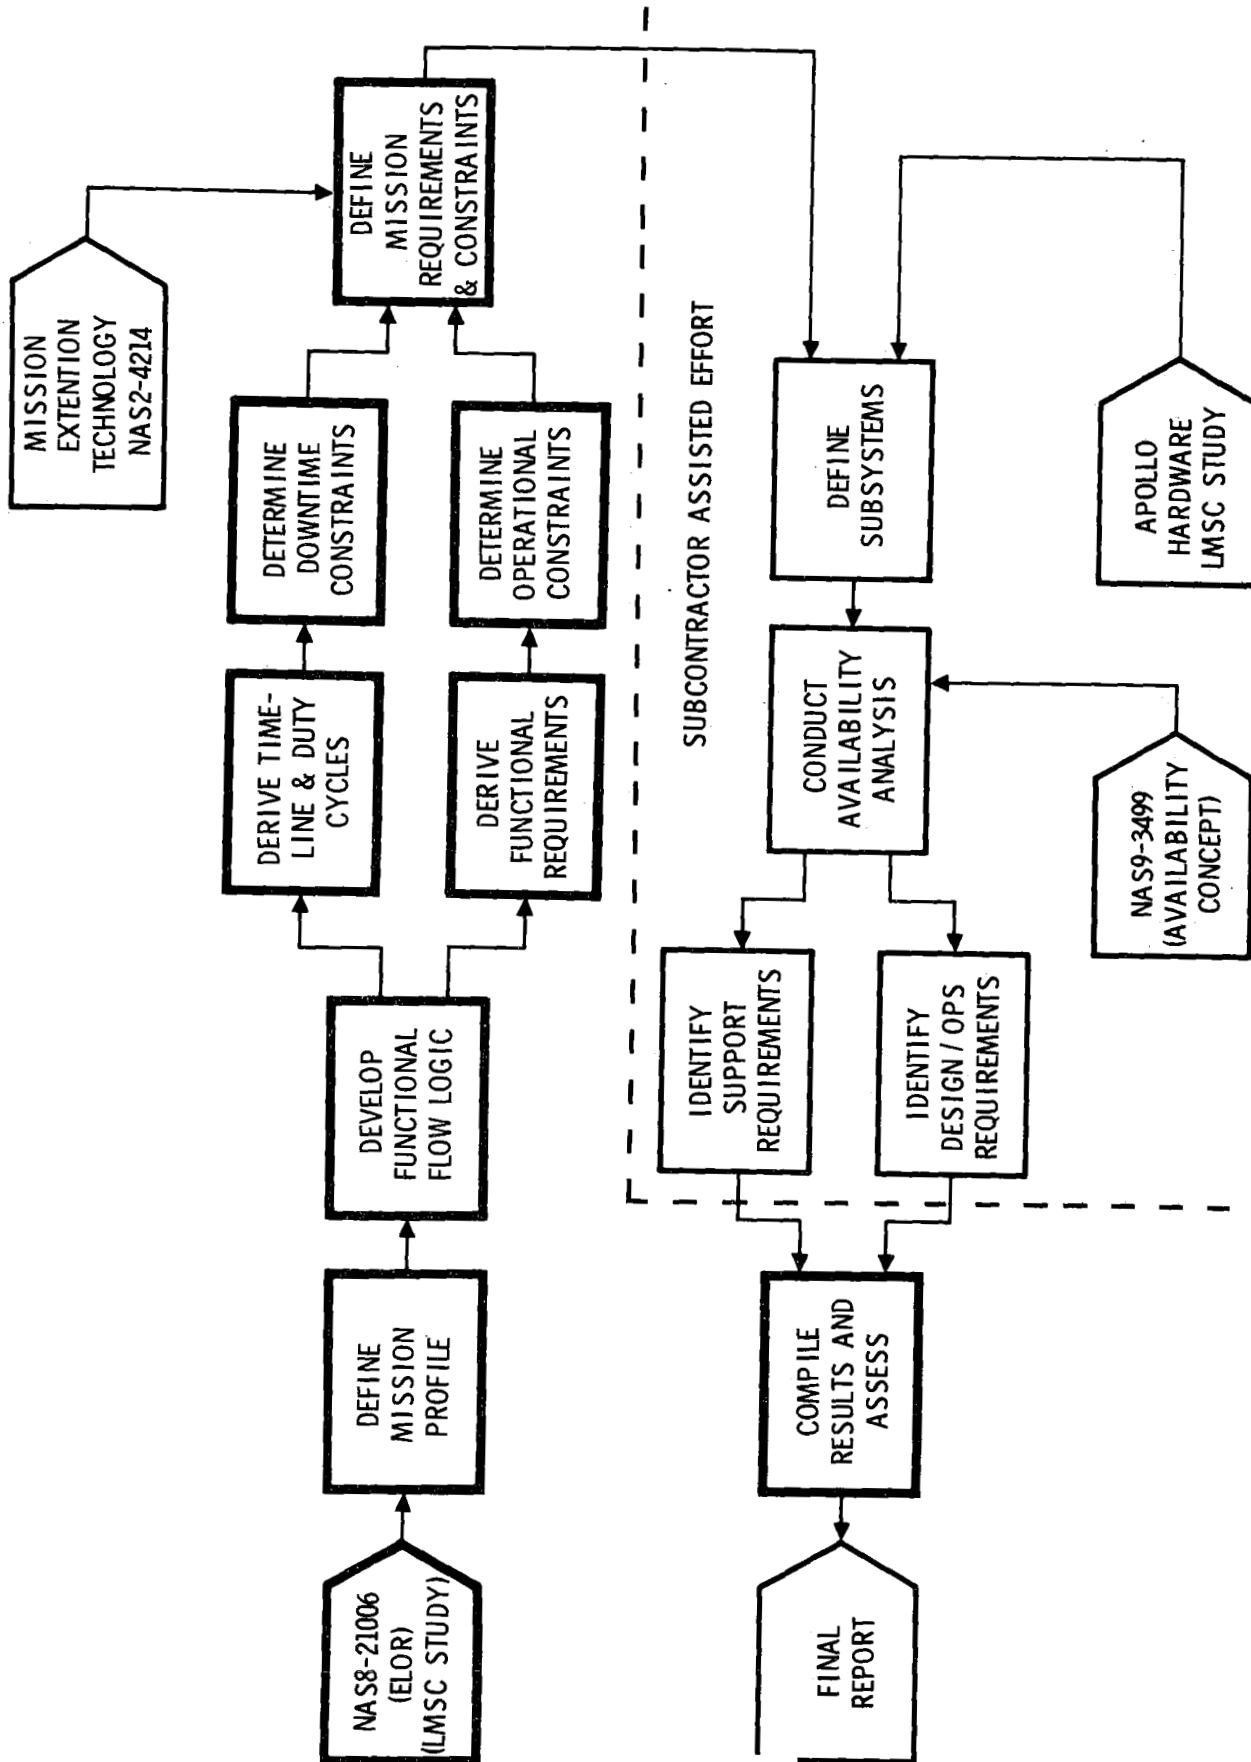 MISSION
EXTENTION
TECHNOLOGY
NAS2-4214
NAS8-21006
(ELOR)
(LMSC STUDY)
DEFINE
MISSION
PROFILE
DEVELOP
FUNCTIONAL
FLOW LOGIC
DERIVE TIME-
LINE & DUTY
CYCLES
DETERMINE
DOWNTIME
CONSTRAINTS
DERIVE
FUNCTIONAL
REQUIREMENTS
DETERMINE
OPERATIONAL
CONSTRAINTS
DEFINE
MISSION
REQUIREMENTS
& CONSTRAINTS
SUBCONTRACTOR ASSISTED EFFORT
FINAL
REPORT
COMPILE
RESULTS AND
ASSESS
IDENTIFY
SUPPORT
REQUIREMENTS
IDENTIFY
DESIGN/OPS
REQUIREMENTS
CONDUCT
AVAILABILITY
ANALYSIS
DEFINE
SUBSYSTEMS
NAS9-3499
(AVAILABILITY
CONCEPT)
APOLLO
HARDWARE
LMSC STUDY